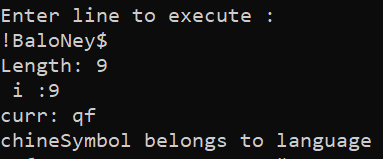 Enter line to execute :
!BaloNey$
Length: 9
 i :9
curr: qf
chineSymbol belongs to language